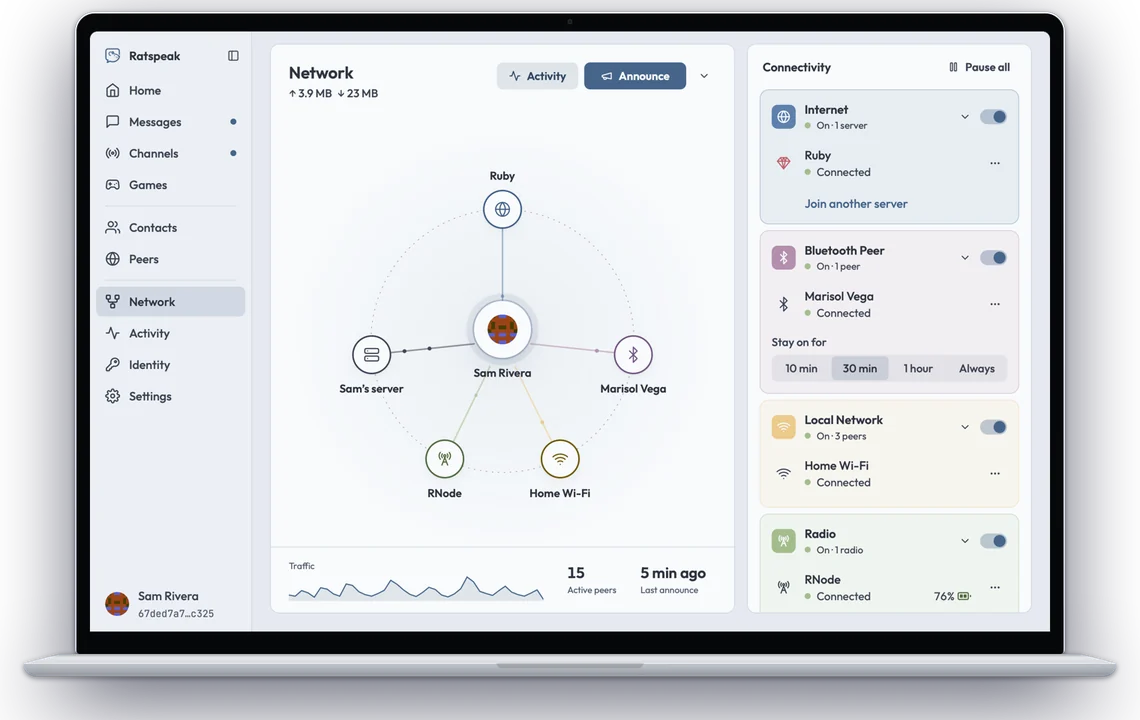 Ratspeak
Home
Messages
Channels
Games
Contacts
Peers
Network
Activity
Identity
Settings
Sam Rivera
67ded7a7…c325
Network
↑ 3.9 MB ↓ 23 MB
Activity
Announce
Ruby
Sam Rivera
Sam's server
Marisol Vega
RNode
Home Wi-Fi
Traffic
15
Active peers
5 min ago
Last announce
Connectivity
Pause all
Internet
On · 1 server
Ruby
Connected
Join another server
Bluetooth Peer
On · 1 peer
Marisol Vega
Connected
Stay on for
10 min 30 min 1 hour Always
Local Network
On · 3 peers
Home Wi-Fi
Connected
Radio
On · 1 radio
RNode
Connected
76%